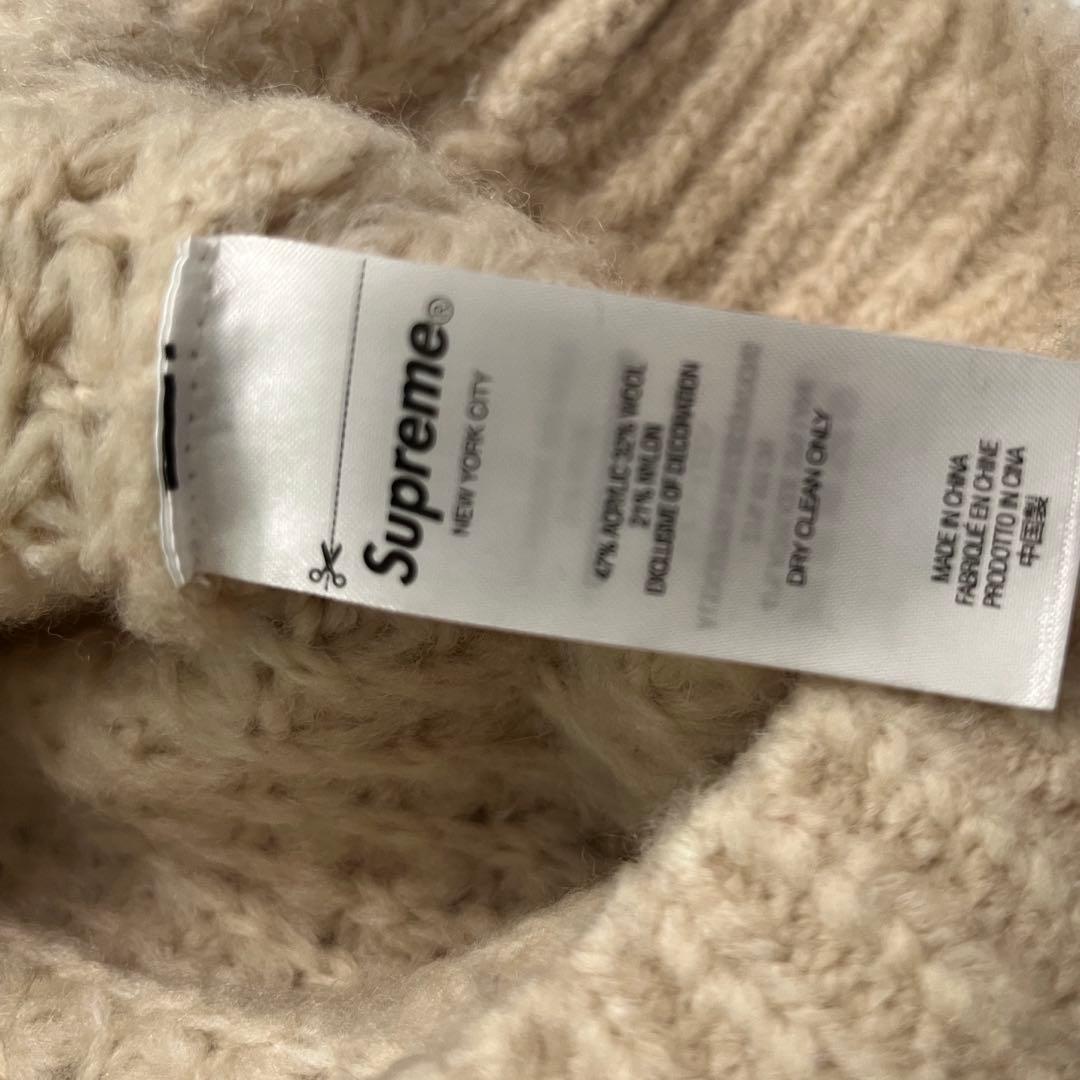 Supreme®
NEW YORK CITY
47% ACRYLIC 32% WOOL
21% NYLON
EXCLUSIVE OF DECORATION
DRY CLEAN ONLY
MADE IN CHINA
FABRIQUÉ EN CHINE
PRODOTTO IN CINA
中国製